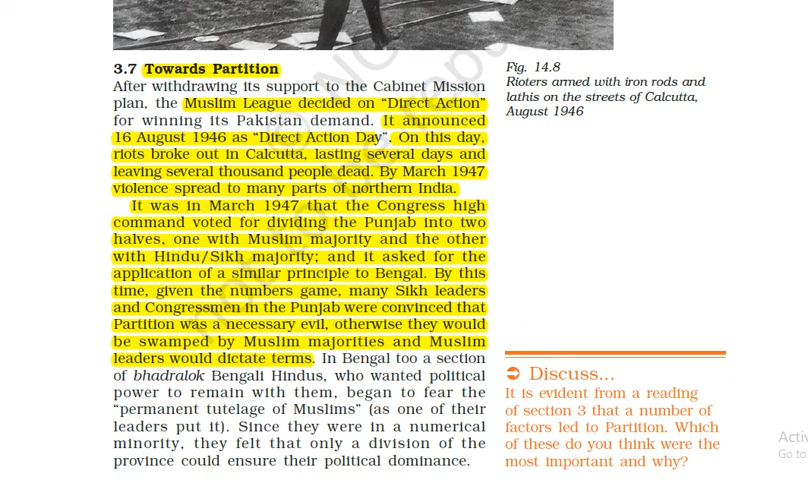 3.7 Towards Partition
After withdrawing its support to the Cabinet Mission
plan, the Muslim League decided on “Direct Action”
for winning its Pakistan demand. It announced
16 August 1946 as “Direct Action Day”. On this day,
riots broke out in Calcutta, lasting several days and
leaving several thousand people dead. By March 1947
violence spread to many parts of northern India.
It was in March 1947 that the Congress high
command voted for dividing the Punjab into two
halves, one with Muslim majority and the other
with Hindu/Sikh majority; and it asked for the
application of a similar principle to Bengal. By this
time, given the numbers game, many Sikh leaders
and Congressmen in the Punjab were convinced that
Partition was a necessary evil, otherwise they would
be swamped by Muslim majorities and Muslim
leaders would dictate terms. In Bengal too a section
of bhadralok Bengali Hindus, who wanted political
power to remain with them, began to fear the
“permanent tutelage of Muslims” (as one of their
leaders put it). Since they were in a numerical
minority, they felt that only a division of the
province could ensure their political dominance.
Fig. 14.8
Rioters armed with iron rods and
lathis on the streets of Calcutta,
August 1946
Discuss...
It is evident from a reading
of section 3 that a number of
factors led to Partition. Which
of these do you think were the
most important and why?
Go to